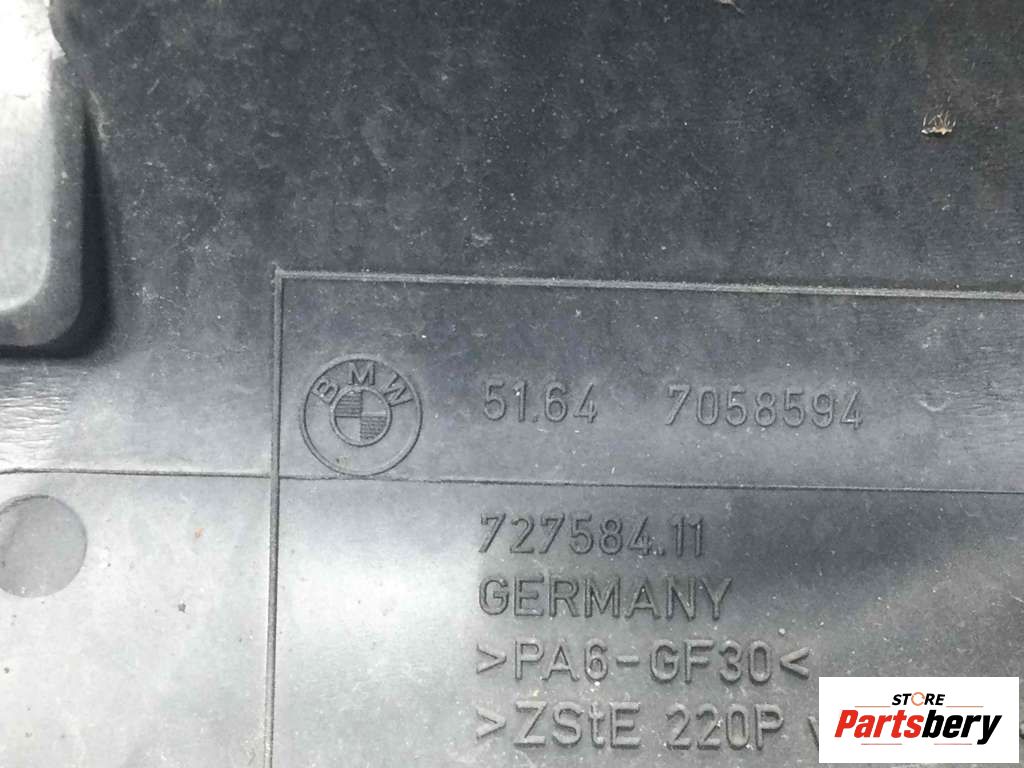 BMW
51.64 7058594
727584.11
GERMANY
>PA6-GF30<
>ZStE 220P
STORE
Partsbery